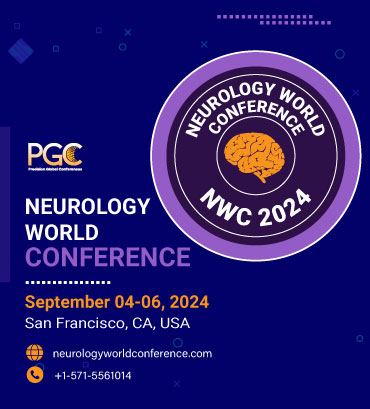 NEUROLOGY WORLD
CONFERENCE
NWC 2024
PGC
Precision Global Conferences
NEUROLOGY
WORLD
CONFERENCE
September 04-06, 2024
San Francisco, CA, USA
neurologyworldconference.com
+1-571-5561014